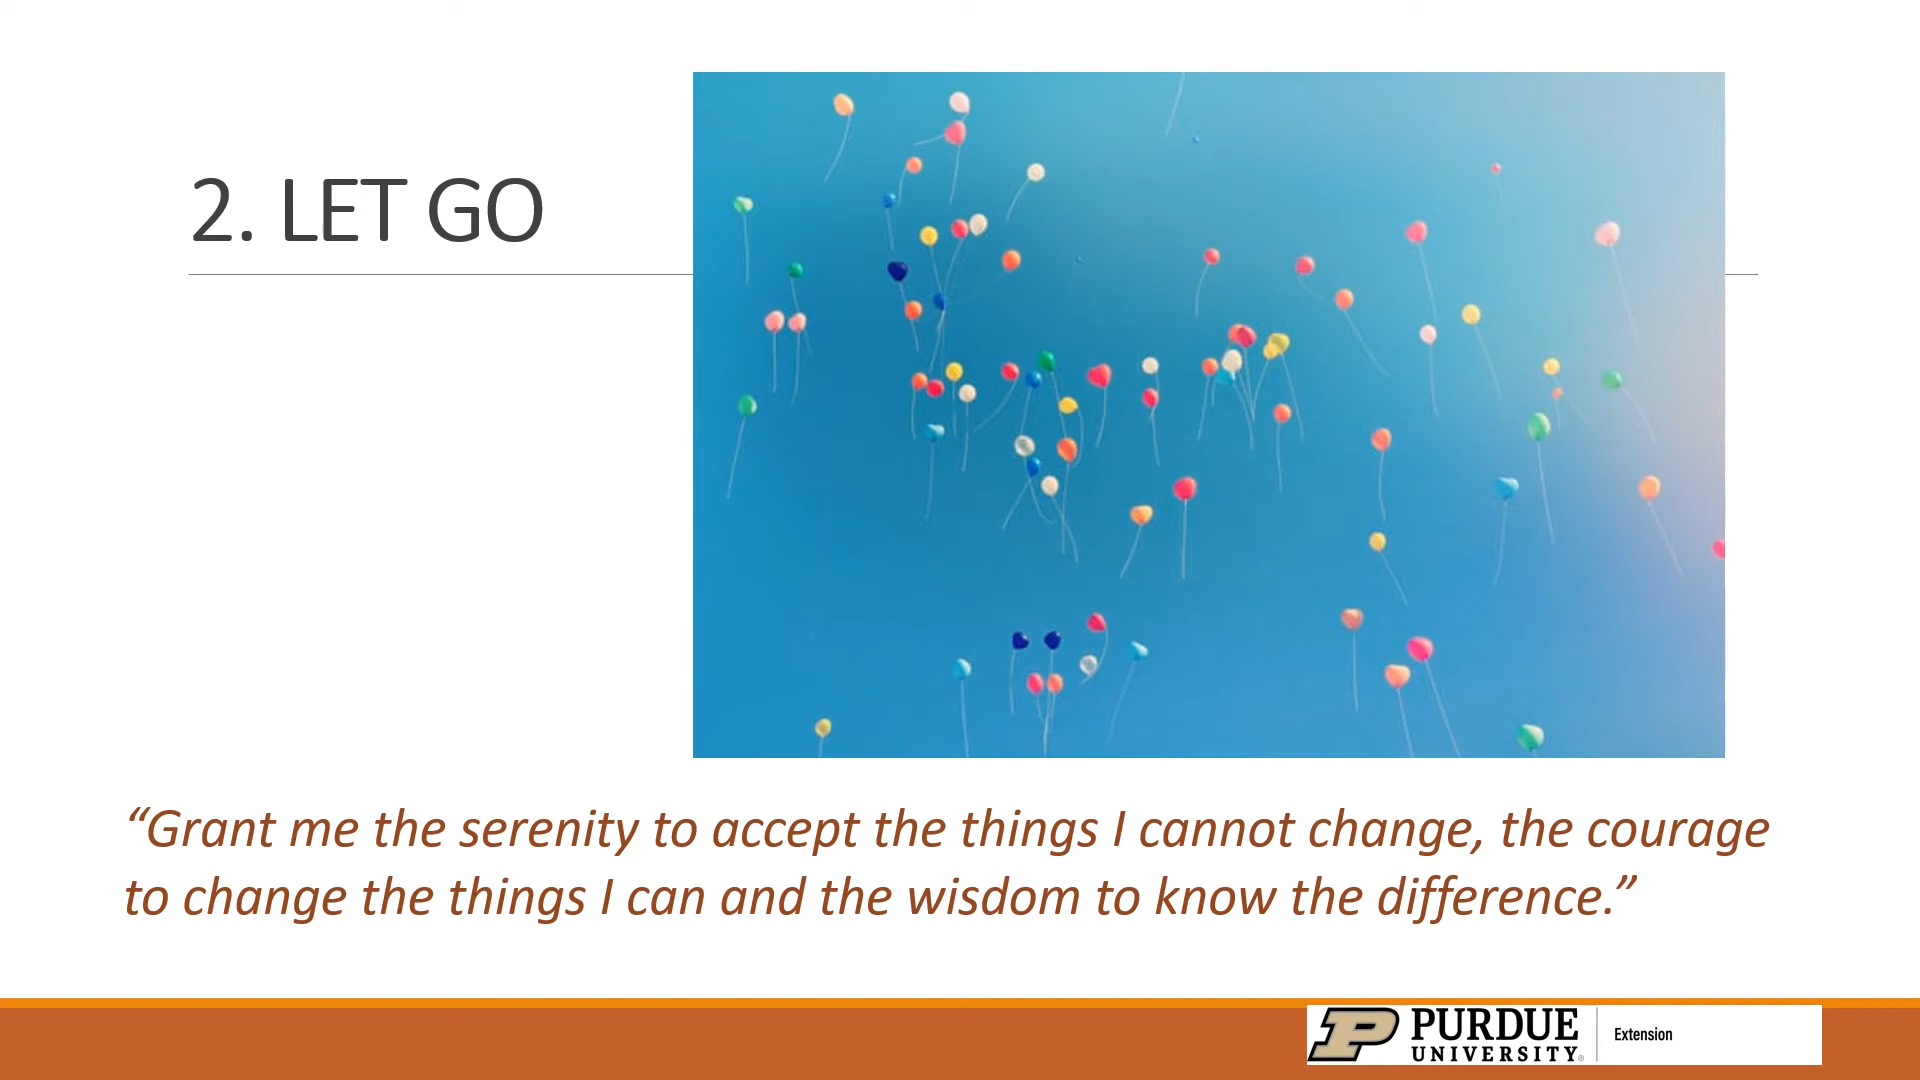 2. LET GO
“Grant me the serenity to accept the things I cannot change, the courage
to change the things I can and the wisdom to know the difference.”
PURDUE
UNIVERSITY®
Extension